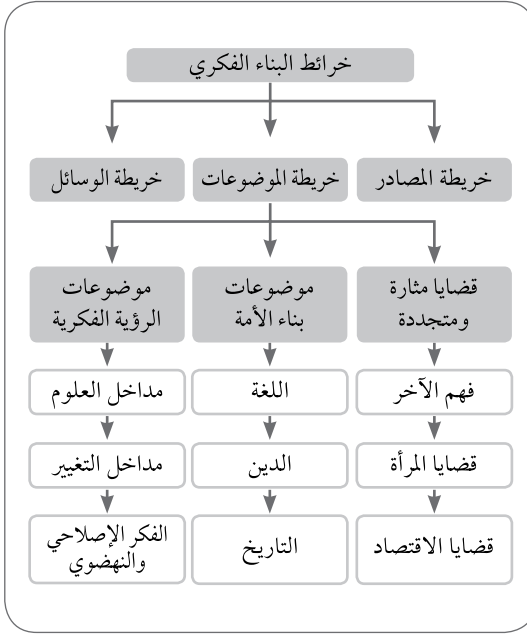 خرائط البناء الفكري
خريطة المصادر
خريطة الموضوعات
خريطة الوسائل
قضايا مثارة
ومتجددة
موضوعات
بناء الأمة
موضوعات
الرؤية الفكرية
فهم الآخر
اللغة
مداخل العلوم
قضايا المرأة
الدين
مداخل التغيير
قضايا الاقتصاد
التاريخ
الفكر الإصلاحي
والنهضوي